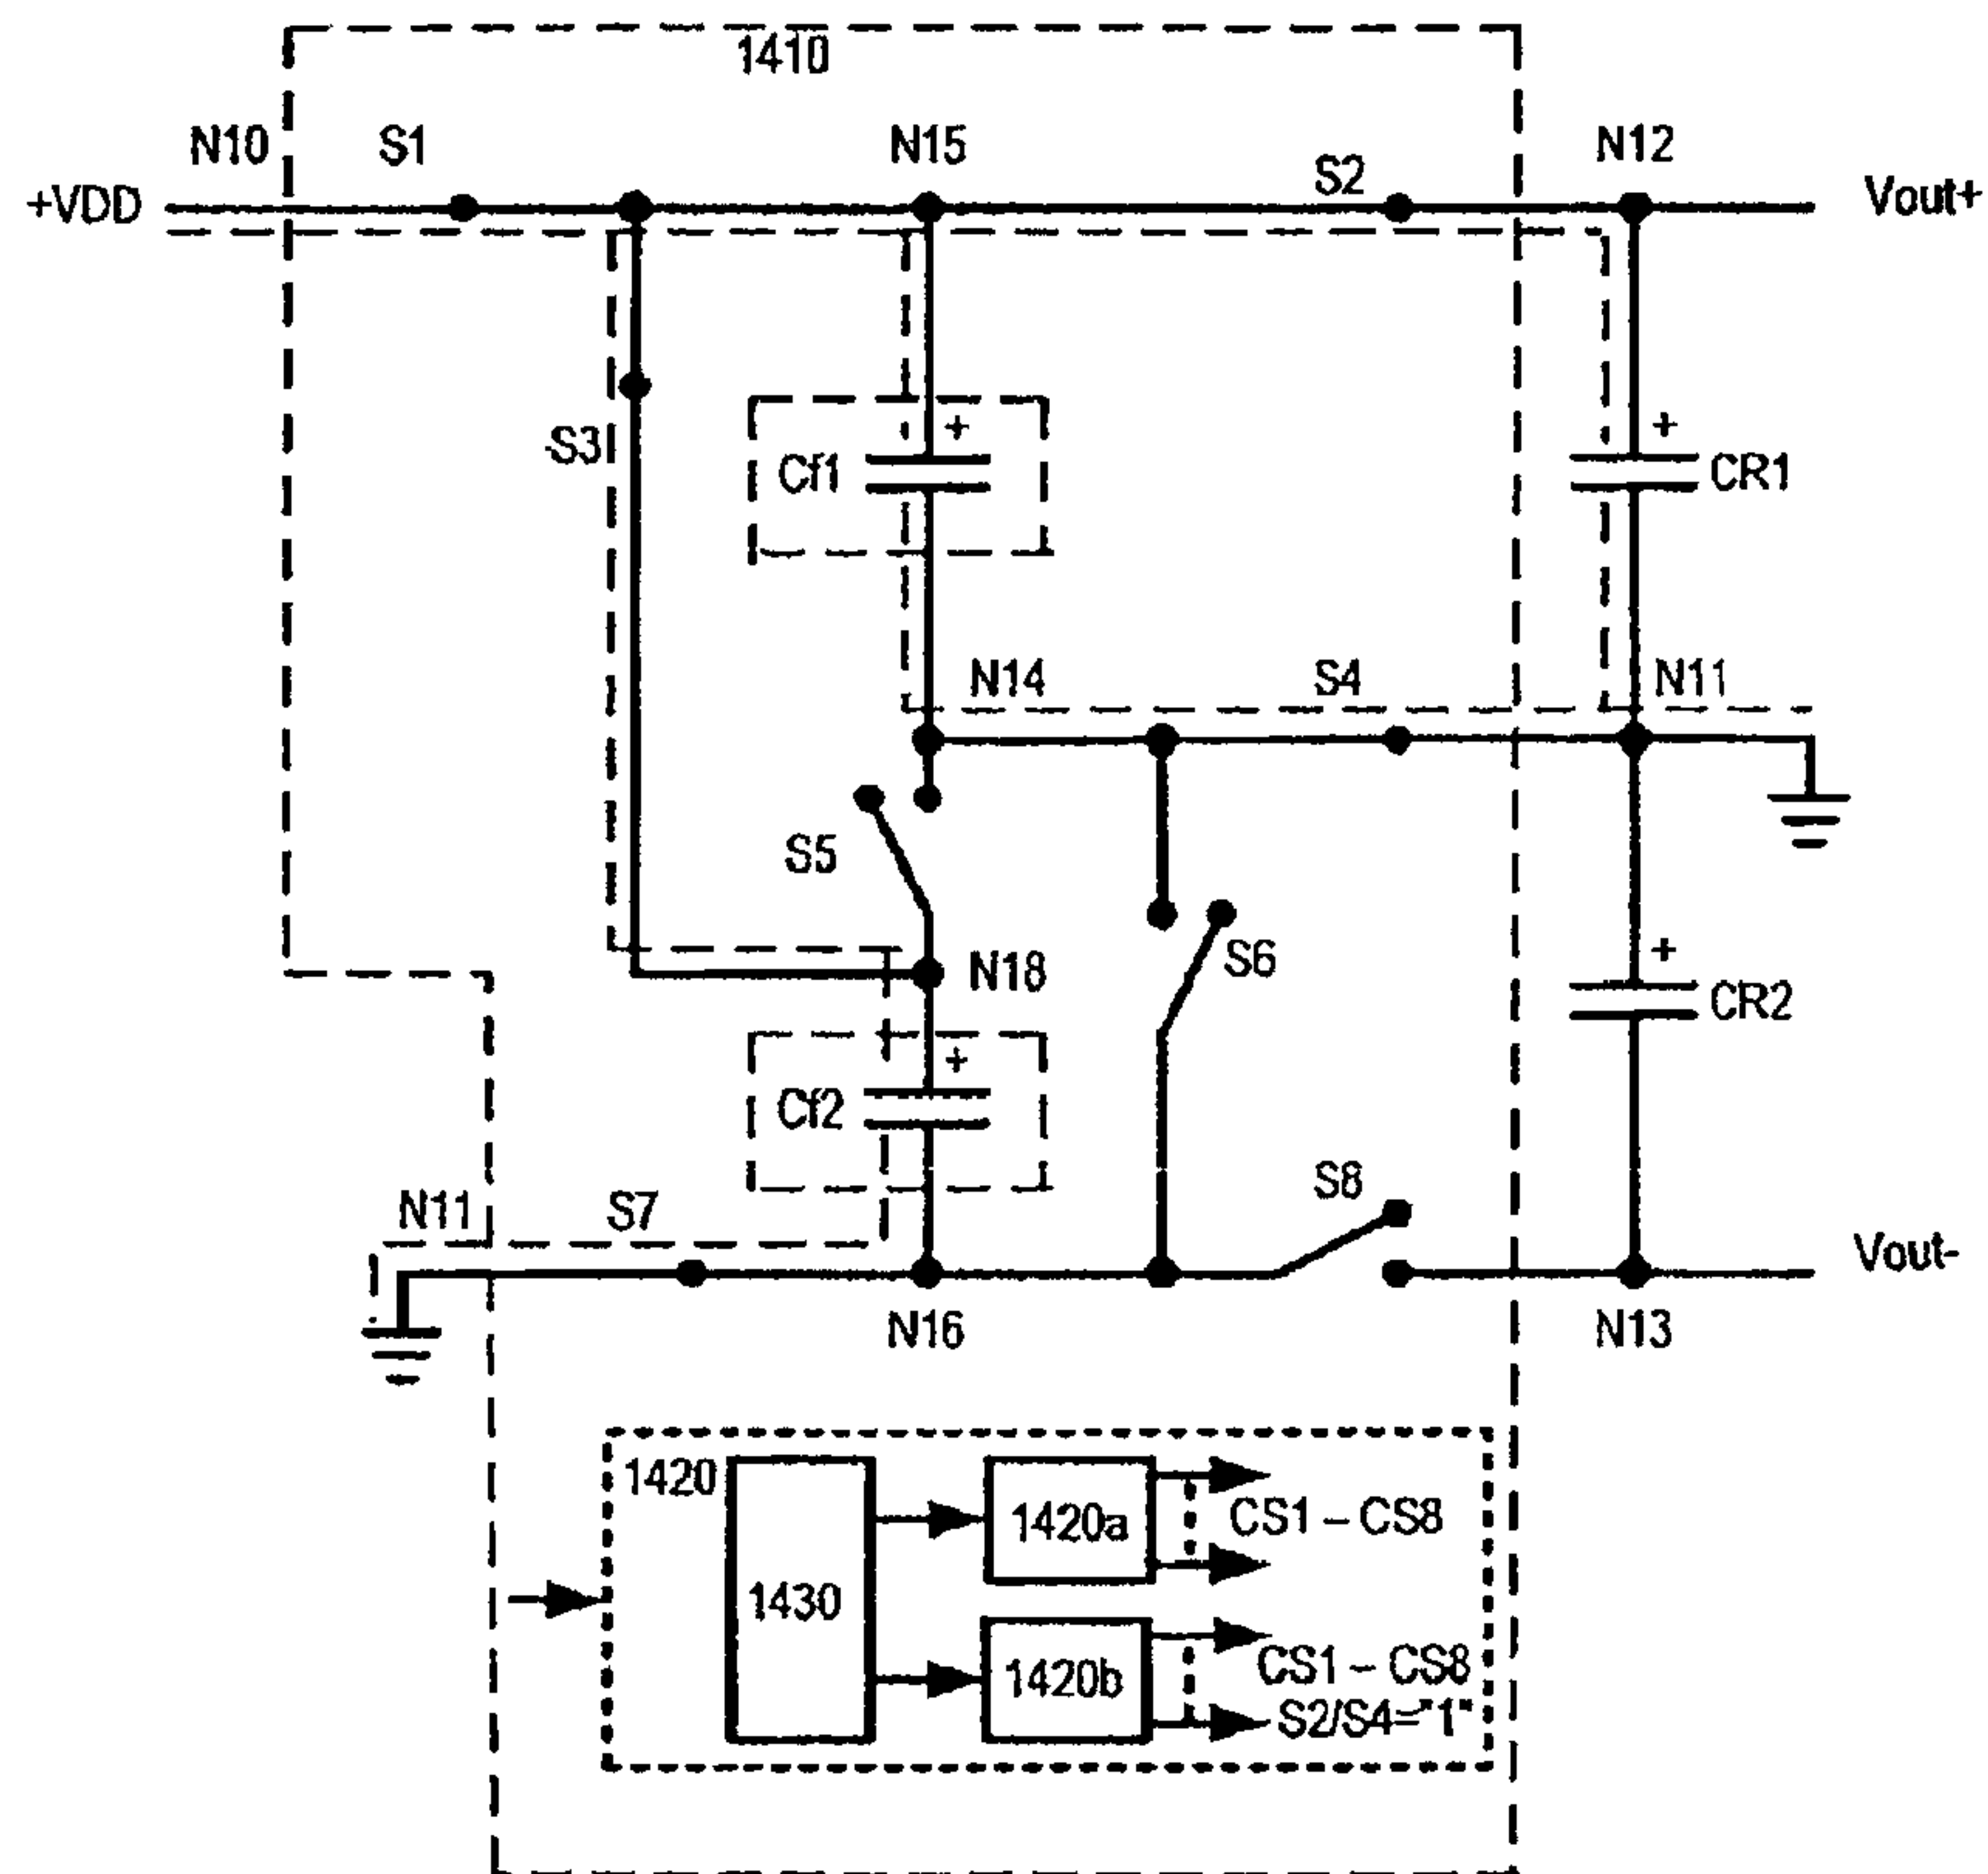 1410
N10 S1 N15 S2 N12
+VDD Vout+
S3 Cf1 + + CR1
N14 S4 N11
S5
S6
N18 +
Cf2 + CR2
N11 S7 S8
Vout-
N16 N13
1420 1430 1420a CS1 – CS8
1420b CS1 – CS8
S2/S4="1"